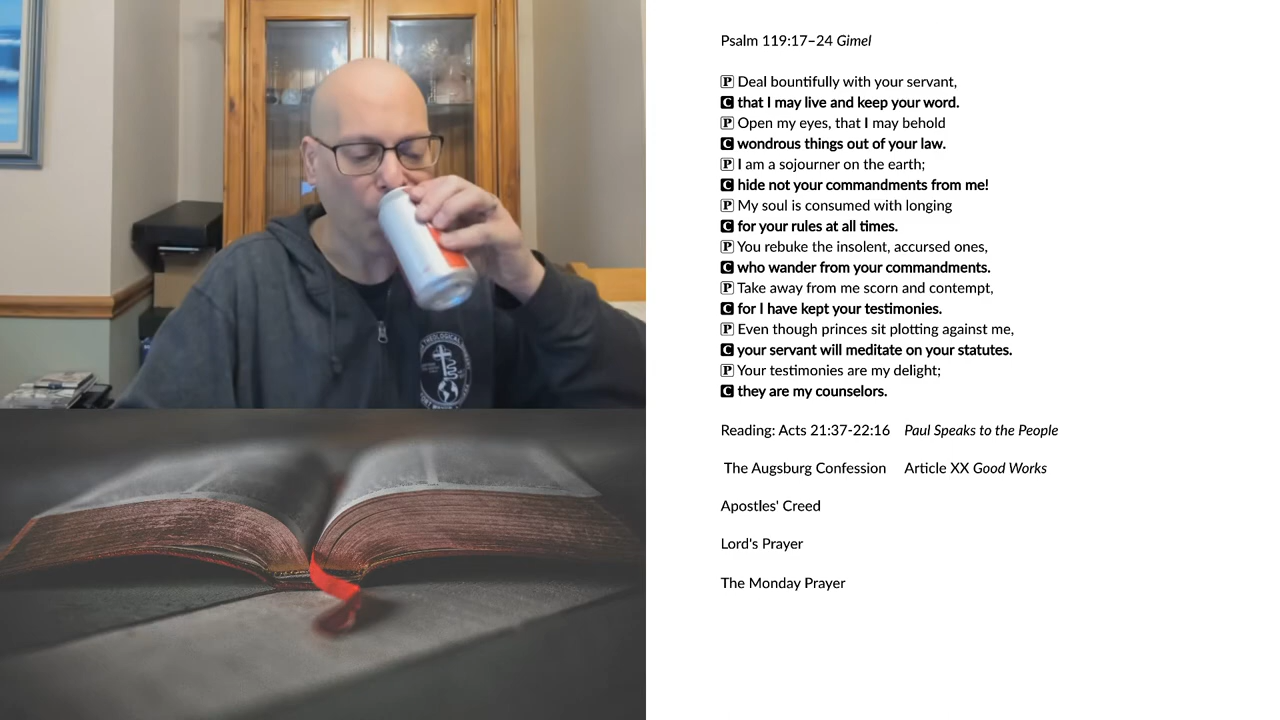 Psalm 119:17–24 Gimel
P Deal bountifully with your servant,
C that I may live and keep your word.
P Open my eyes, that I may behold
C wondrous things out of your law.
P I am a sojourner on the earth;
C hide not your commandments from me!
P My soul is consumed with longing
C for your rules at all times.
P You rebuke the insolent, accursed ones,
C who wander from your commandments.
P Take away from me scorn and contempt,
C for I have kept your testimonies.
P Even though princes sit plotting against me,
C your servant will meditate on your statutes.
P Your testimonies are my delight;
C they are my counselors.
Reading: Acts 21:37-22:16 Paul Speaks to the People
The Augsburg Confession Article XX Good Works
Apostles' Creed
Lord's Prayer
The Monday Prayer
THEOLOGICAL